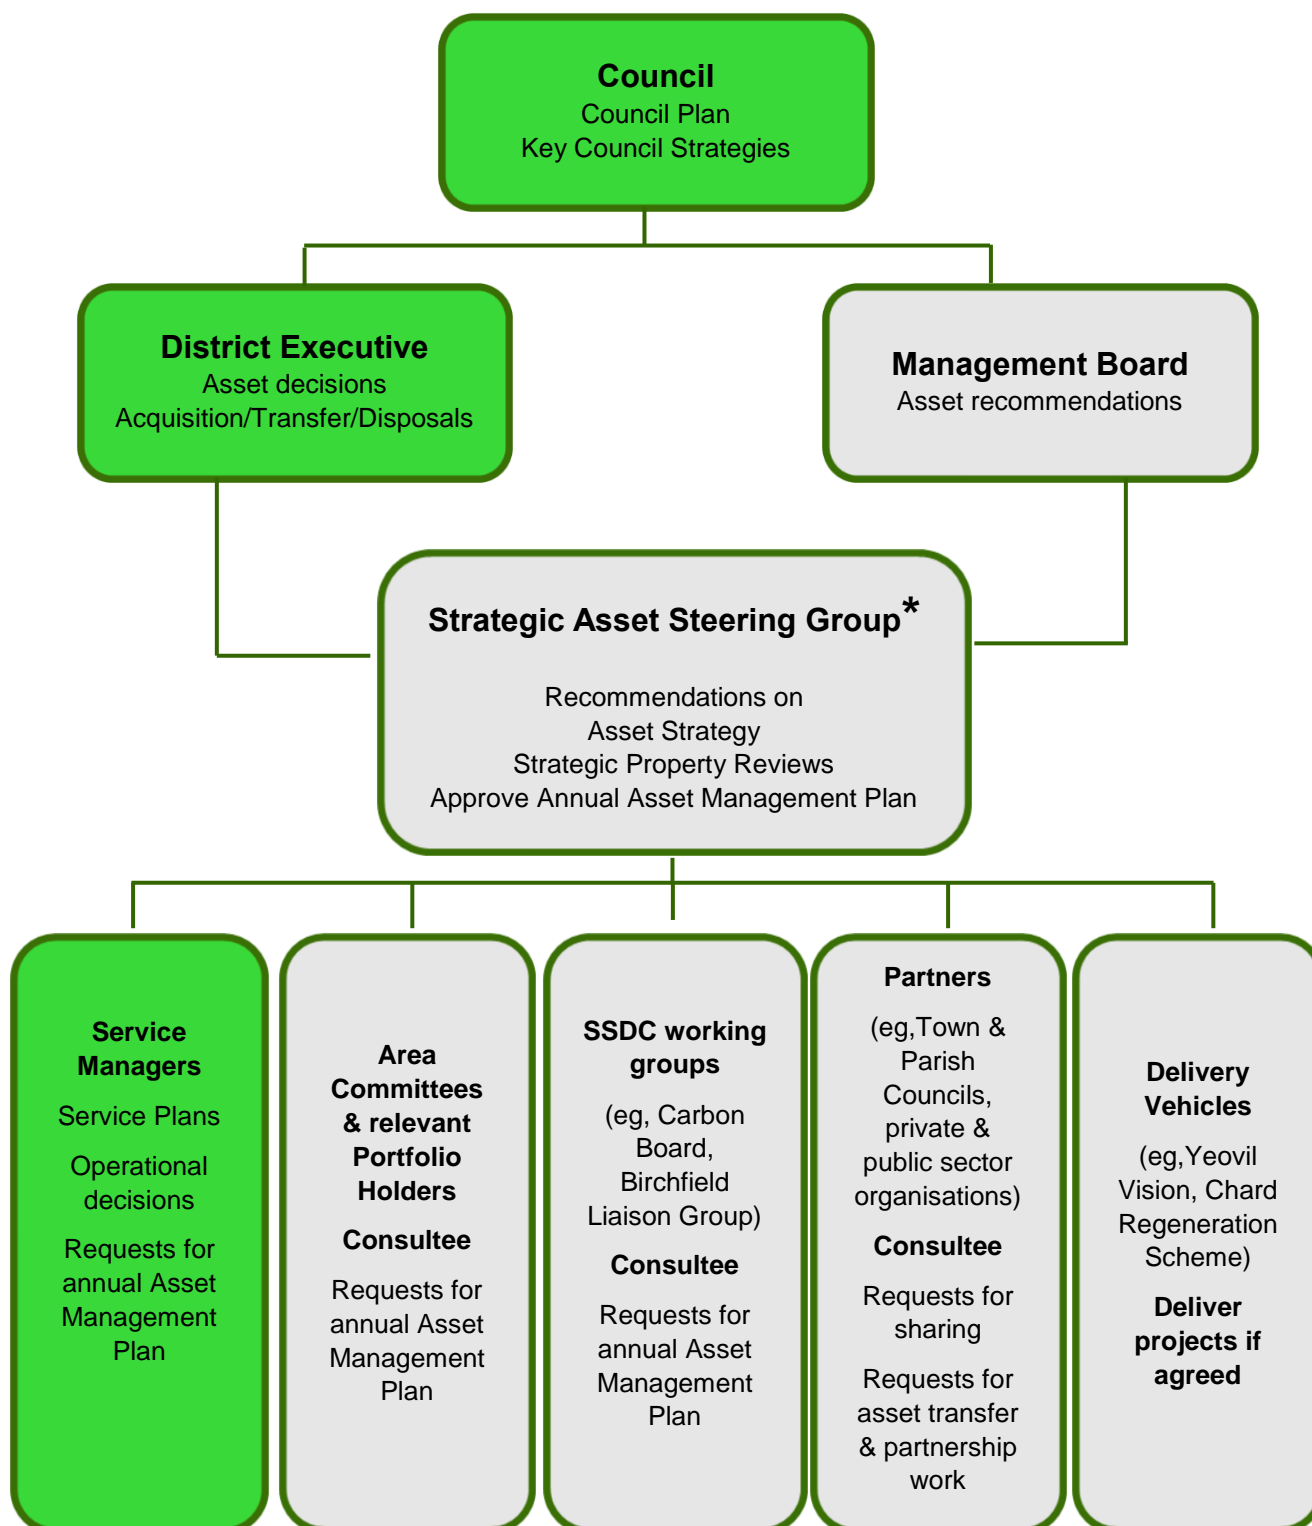 Council
Council Plan
Key Council Strategies
District Executive
Asset decisions
Acquisition/Transfer/Disposals
Management Board
Asset recommendations
Strategic Asset Steering Group*
Recommendations on
Asset Strategy
Strategic Property Reviews
Approve Annual Asset Management Plan
Service
Managers
Service Plans
Operational
decisions
Requests for
annual Asset
Management
Plan
Area
Committees
& relevant
Portfolio
Holders
Consultee
Requests for
annual Asset
Management
Plan
SSDC working
groups
(eg, Carbon
Board,
Birchfield
Liaison Group)
Consultee
Requests for
annual Asset
Management
Plan
Partners
(eg,Town &
Parish
Councils,
private &
public sector
organisations)
Consultee
Requests for
sharing
Requests for
asset transfer
& partnership
work
Delivery
Vehicles
(eg,Yeovil
Vision, Chard
Regeneration
Scheme)
Deliver
projects if
agreed